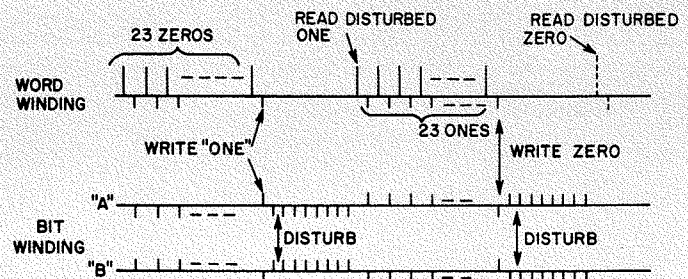 23 ZEROS
READ DISTURBED
ONE
READ DISTURBED
ZERO
WORD
WINDING
23 ONES
WRITE "ONE"
WRITE ZERO
"A"
BIT
WINDING
DISTURB
DISTURB
"B"